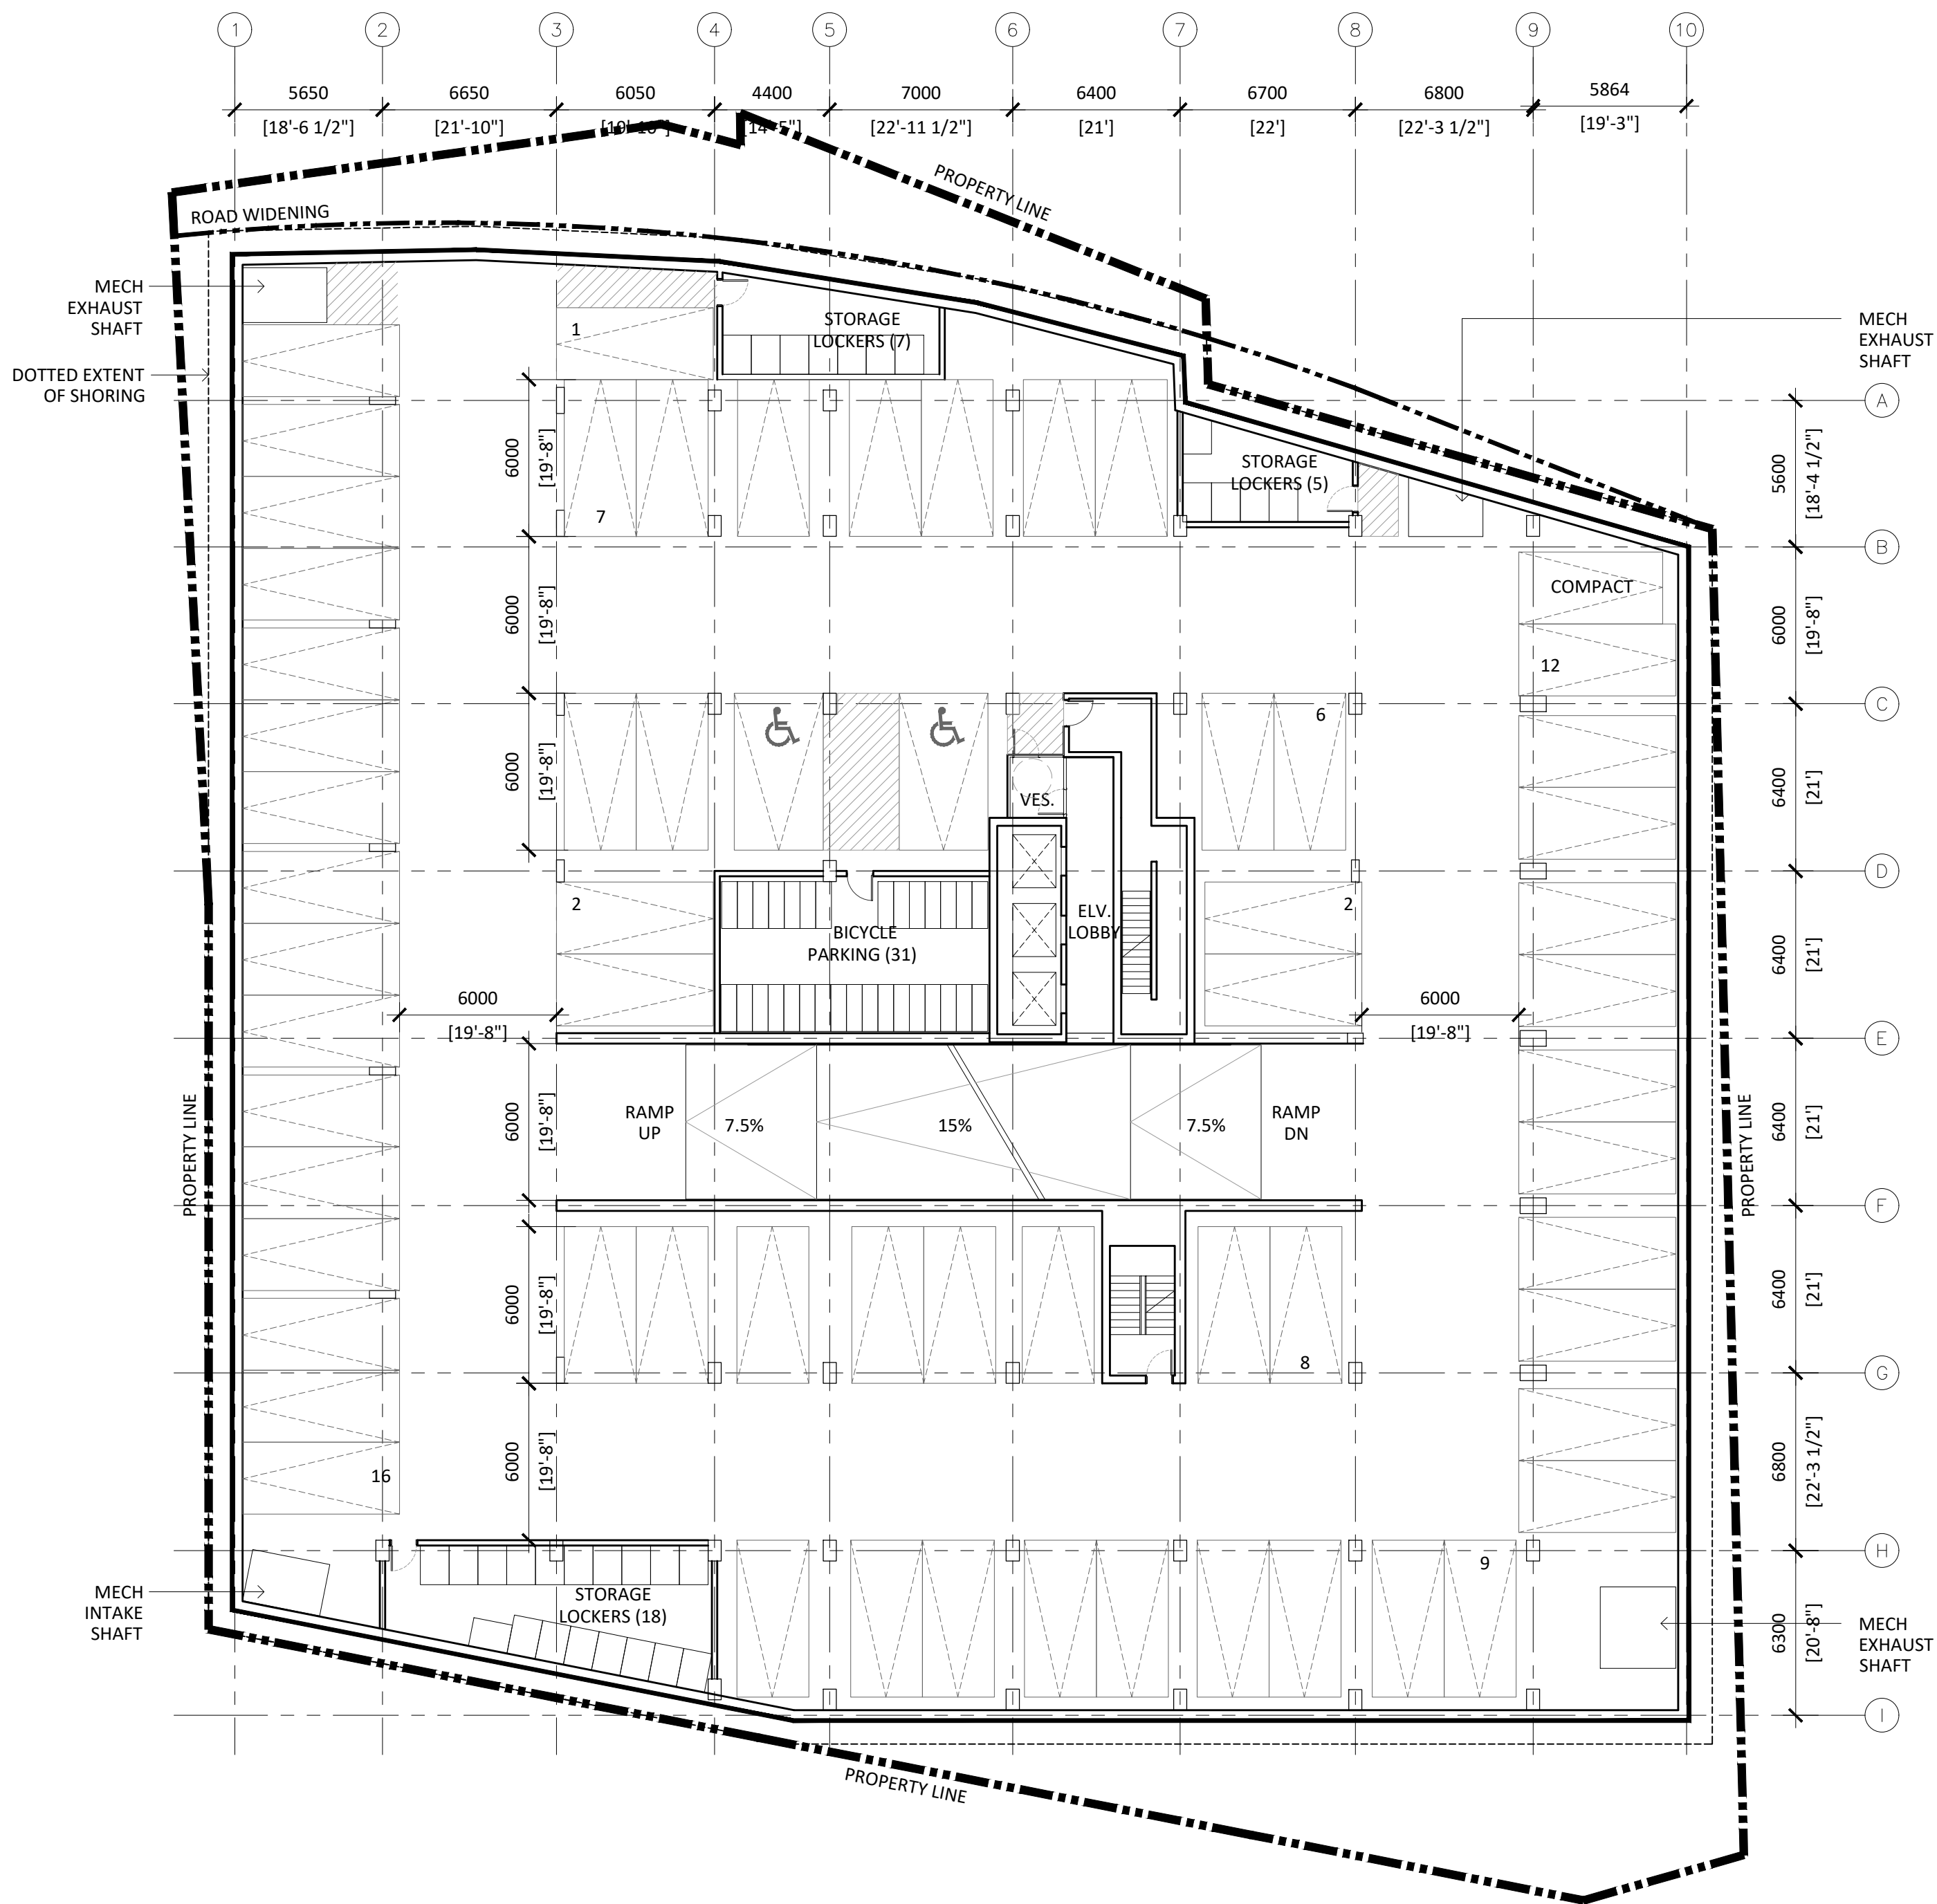 1 2 3 4 5 6 7 8 9 10
5650 6650 6050 4400 7000 6400 6700 6800 5864
[18'-6 1/2"] [21'-10"] [19'-10"] [14'-5"] [22'-11 1/2"] [21'] [22'] [22'-3 1/2"] [19'-3"]
PROPERTY LINE
ROAD WIDENING
MECH
EXHAUST
SHAFT
DOTTED EXTENT
OF SHORING
1
STORAGE
LOCKERS (7)
MECH
EXHAUST
SHAFT
A
6000
[19'-8"]
7
STORAGE
LOCKERS (5)
5600
[18'-4 1/2"]
B
6000
[19'-8"]
COMPACT
12
6000
[19'-8"]
C
6000
[19'-8"]
6
VES.
6400
[21']
D
2
BICYCLE
PARKING (31)
ELV.
LOBBY
2
6400
[21']
6000
[19'-8"]
6000
[19'-8"]
E
PROPERTY LINE
6000
[19'-8"]
RAMP
UP
7.5%
15%
7.5%
RAMP
DN
6400
[21']
PROPERTY LINE
F
6000
[19'-8"]
8
6400
[21']
G
16
6000
[19'-8"]
6800
[22'-3 1/2"]
H
9
MECH
INTAKE
SHAFT
STORAGE
LOCKERS (18)
6300
[20'-8"]
MECH
EXHAUST
SHAFT
I
PROPERTY LINE